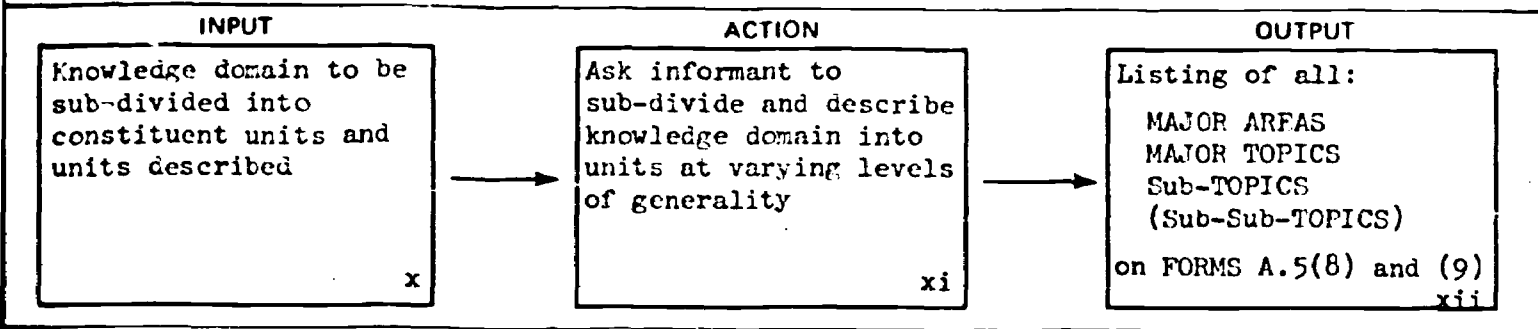 INPUT
Knowledge domain to be
sub-divided into
constituent units and
units described
x
ACTION
Ask informant to
sub-divide and describe
knowledge domain into
units at varying levels
of generality
xi
OUTPUT
Listing of all:
MAJOR AREAS
MAJOR TOPICS
Sub-TOPICS
(Sub-Sub-TOPICS)
on FORMS A.5(8) and (9)
xii